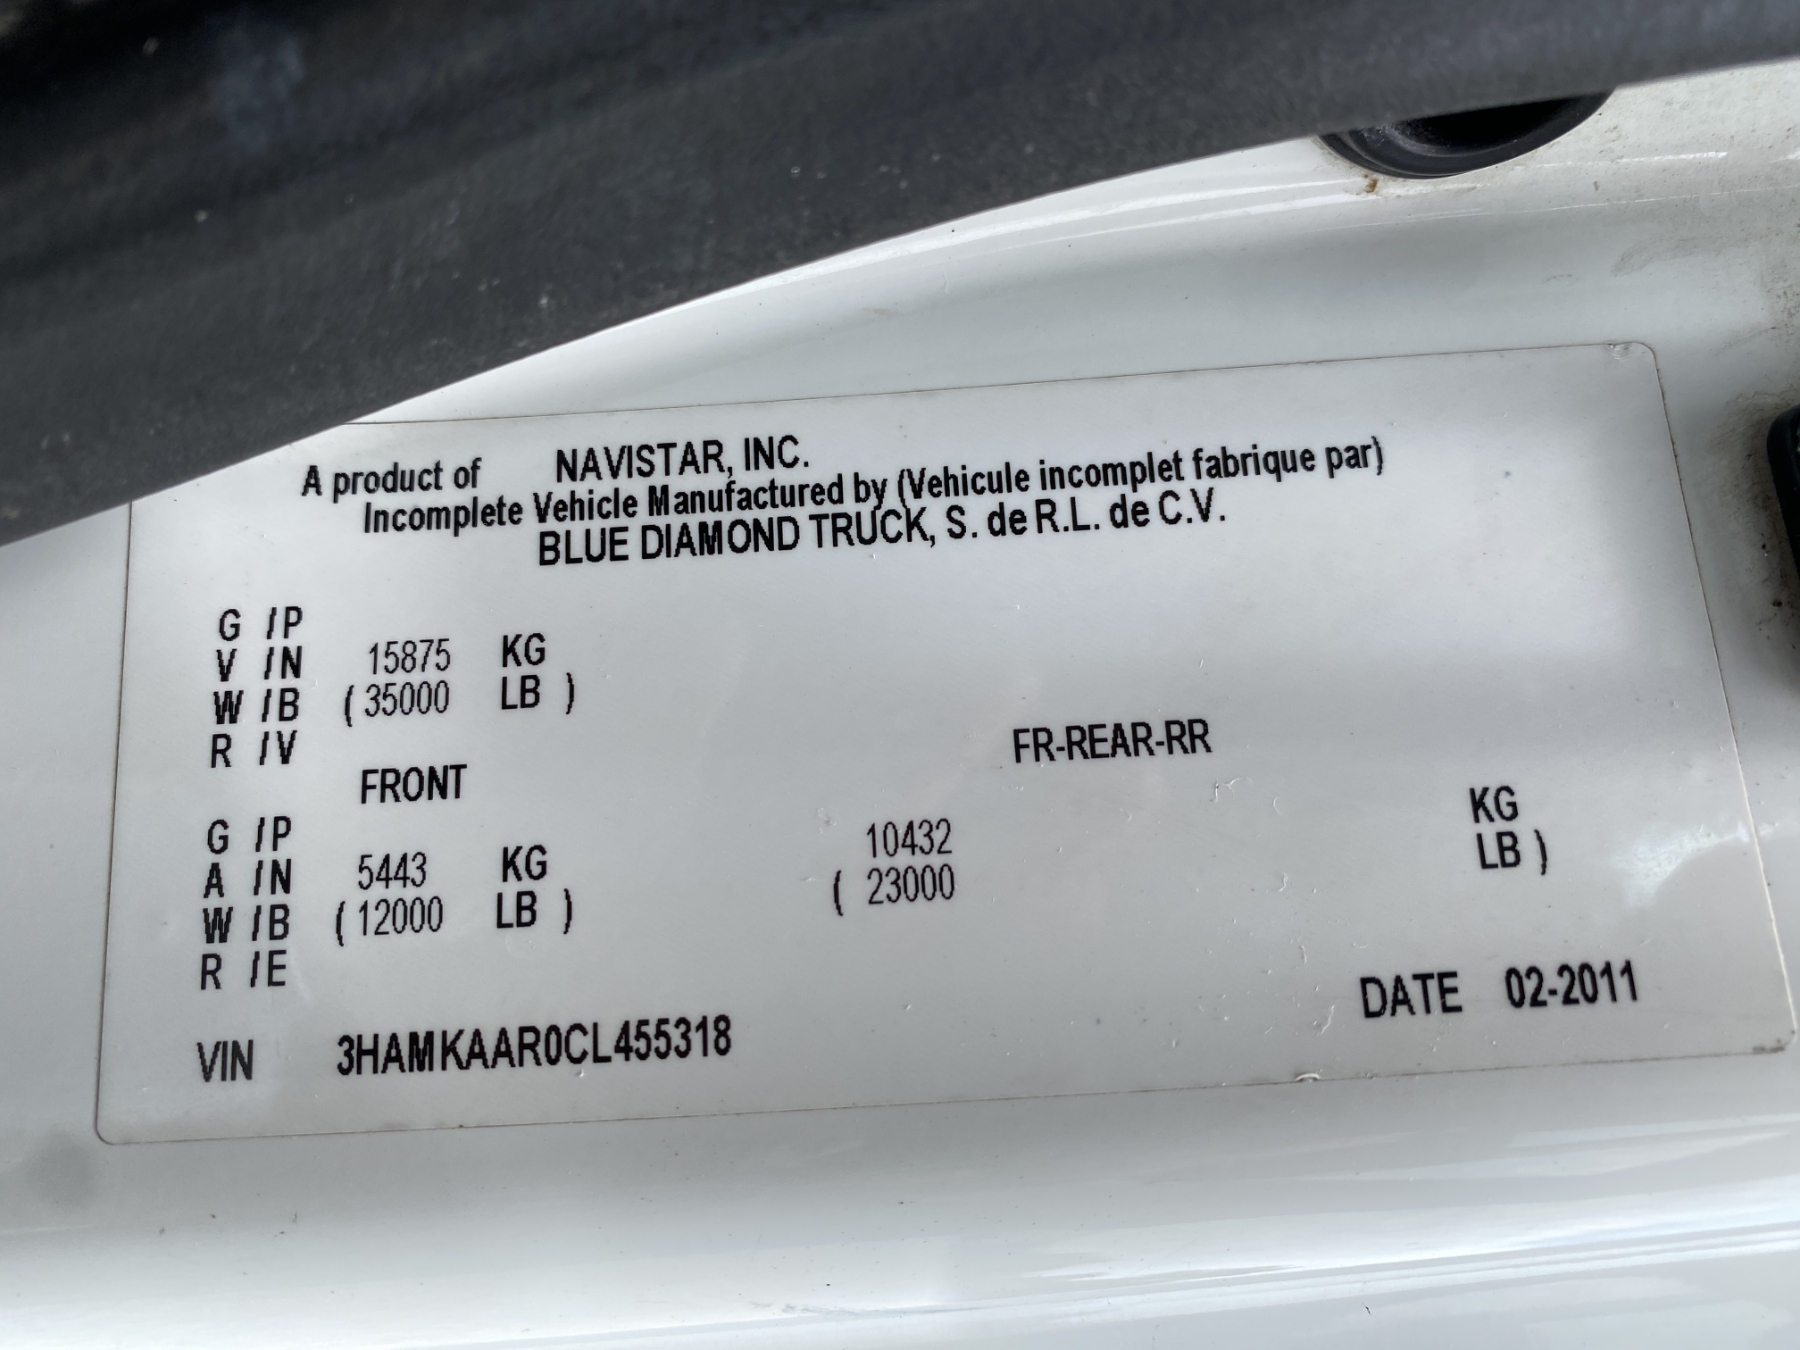 A product of NAVISTAR, INC.
Incomplete Vehicle Manufactured by (Vehicule incomplet fabrique par)
BLUE DIAMOND TRUCK, S. de R.L. de C.V.
G /P
V /N 15875 KG
W /B ( 35000 LB )
R /V
FRONT FR-REAR-RR
G /P
A /N 5443 KG 10432 KG
W /B ( 12000 LB ) ( 23000 LB )
R /E
VIN 3HAMKAAR0CL455318 DATE 02-2011